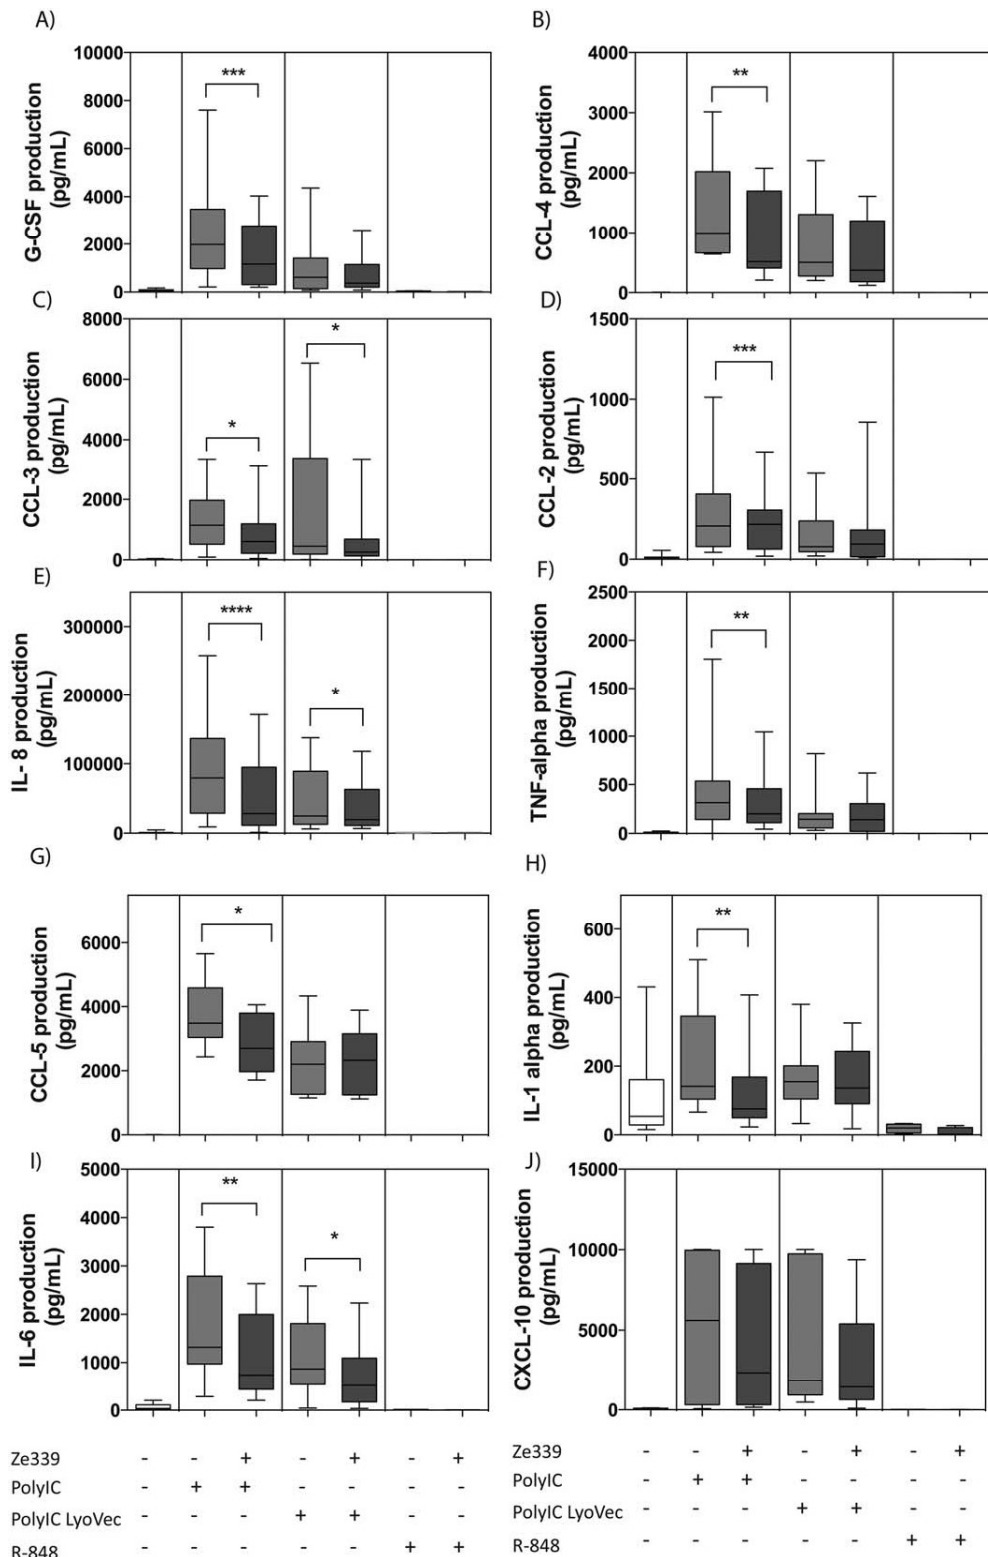 A)
G-CSF production
(pg/mL)
10000
8000
6000
4000
2000
0
***
B)
CCL-4 production
(pg/mL)
4000
3000
2000
1000
0
**
C)
CCL-3 production
(pg/mL)
8000
6000
4000
2000
0
*
*
D)
CCL-2 production
(pg/mL)
1500
1000
500
0
***
E)
IL- 8 production
(pg/mL)
300000
200000
100000
0
****
*
F)
TNF-alpha production
(pg/mL)
2500
2000
1500
1000
500
0
**
G)
CCL-5 production
(pg/mL)
6000
4000
2000
0
*
H)
IL-1 alpha production
(pg/mL)
600
400
200
0
**
I)
IL-6 production
(pg/mL)
5000
4000
3000
2000
1000
0
**
*
J)
CXCL-10 production
(pg/mL)
15000
10000
5000
0
Ze339 - - + - + - +
PolyIC - + + - - - -
PolyIC LyoVec - - - + + - -
R-848 - - - - - + +
Ze339 - - + - + - +
PolyIC - + + - - - -
PolyIC LyoVec - - - + + - -
R-848 - - - - - + +